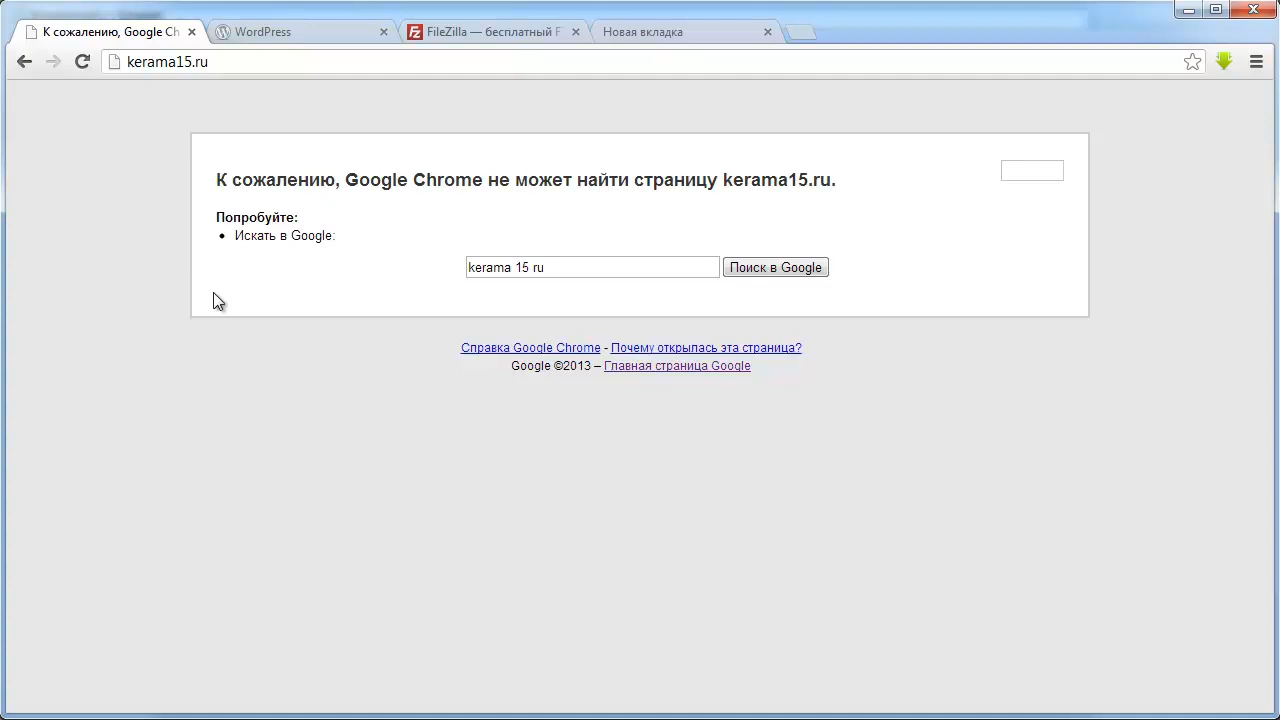 К сожалению, Google Ch
WordPress
FileZilla — бесплатный F
Новая вкладка
kerama15.ru
К сожалению, Google Chrome не может найти страницу kerama15.ru.
Попробуйте:
Искать в Google:
kerama 15 ru
Поиск в Google
Справка Google Chrome - Почему открылась эта страница?
Google ©2013 – Главная страница Google